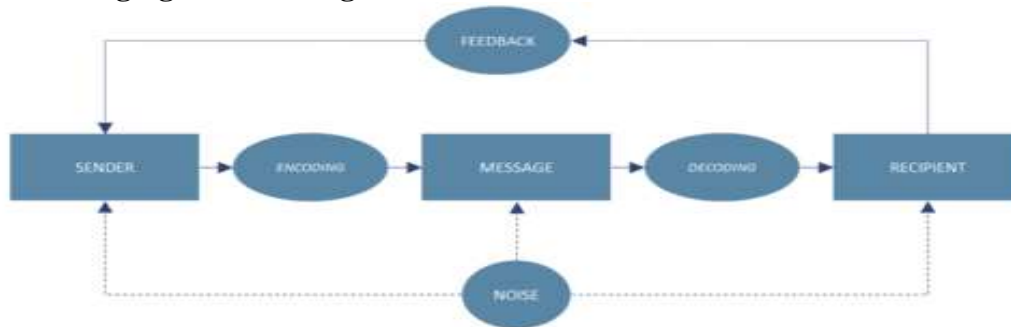 FEEDBACK
SENDER
ENCODING
MESSAGE
DECODING
RECIPIENT
NOISE